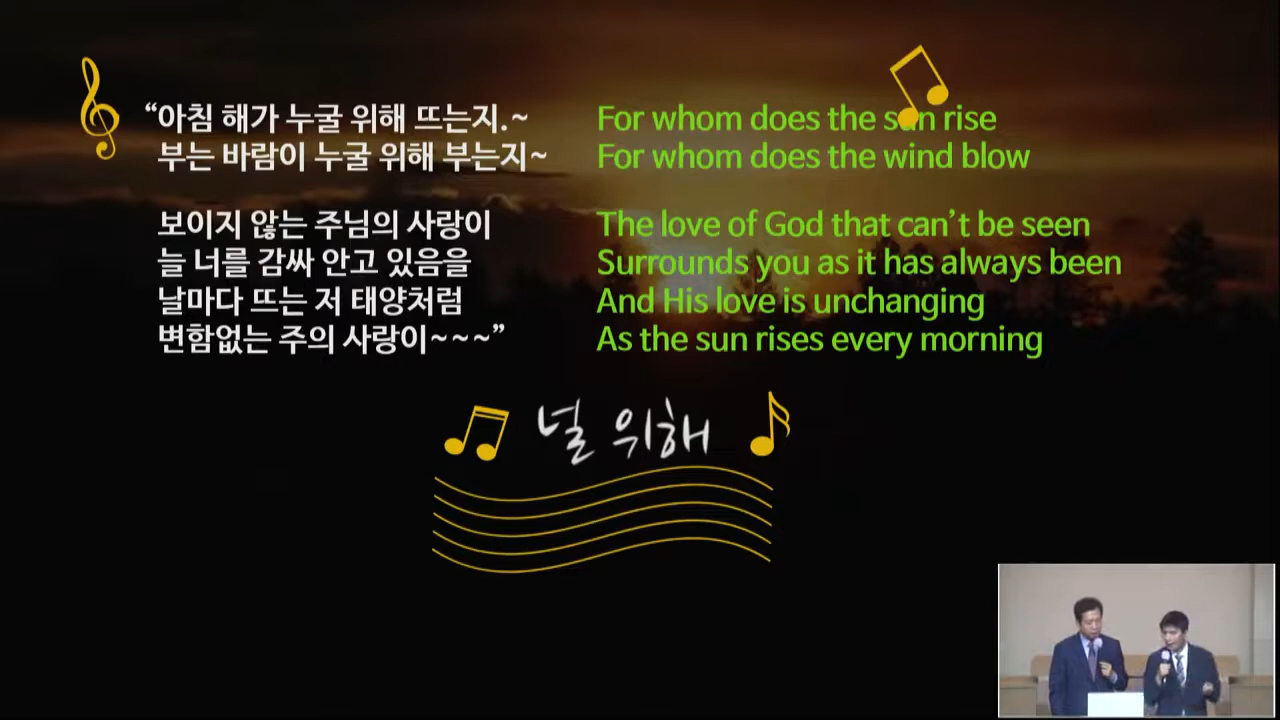 “아침 해가 누굴 위해 뜨는지.~
부는 바람이 누굴 위해 부는지~
보이지 않는 주님의 사랑이
늘 너를 감싸 안고 있음을
날마다 뜨는 저 태양처럼
변함없는 주의 사랑이~~~”
For whom does the sun rise
For whom does the wind blow
The love of God that can’t be seen
Surrounds you as it has always been
And His love is unchanging
As the sun rises every morning
널 위해